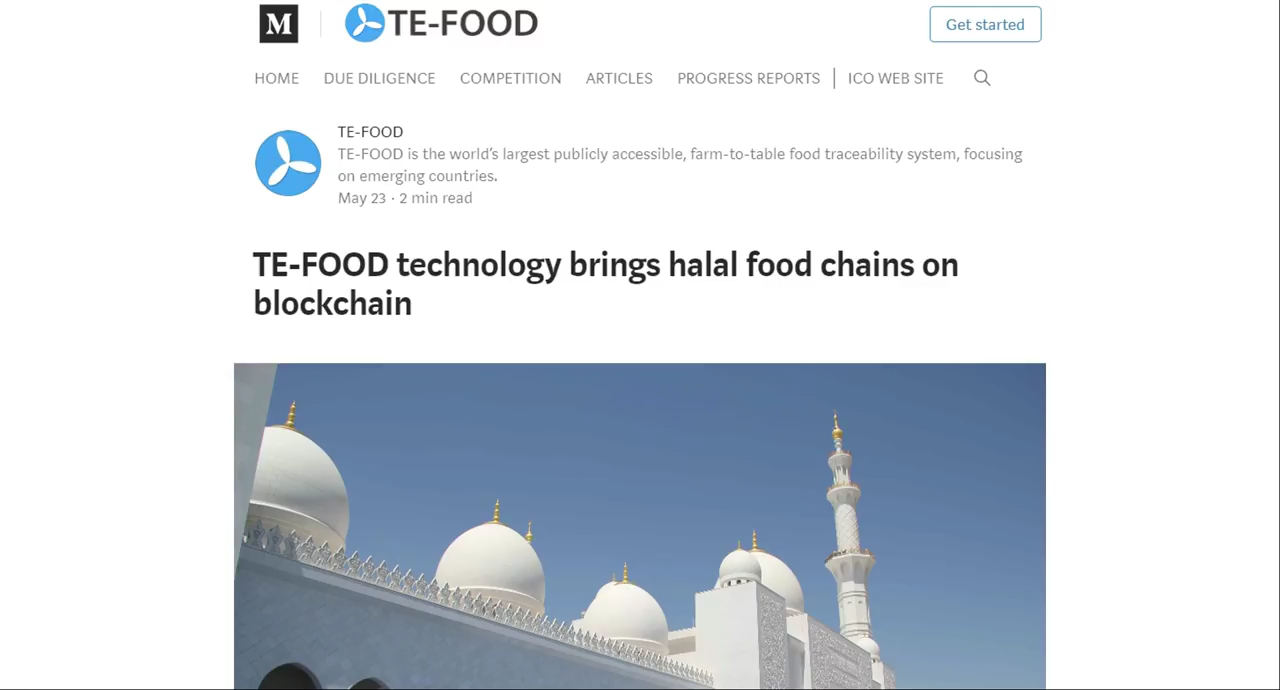 M TE-FOOD Get started
HOME DUE DILIGENCE COMPETITION ARTICLES PROGRESS REPORTS ICO WEB SITE
TE-FOOD
TE-FOOD is the world's largest publicly accessible, farm-to-table food traceability system, focusing
on emerging countries.
May 23 · 2 min read
TE-FOOD technology brings halal food chains on
blockchain